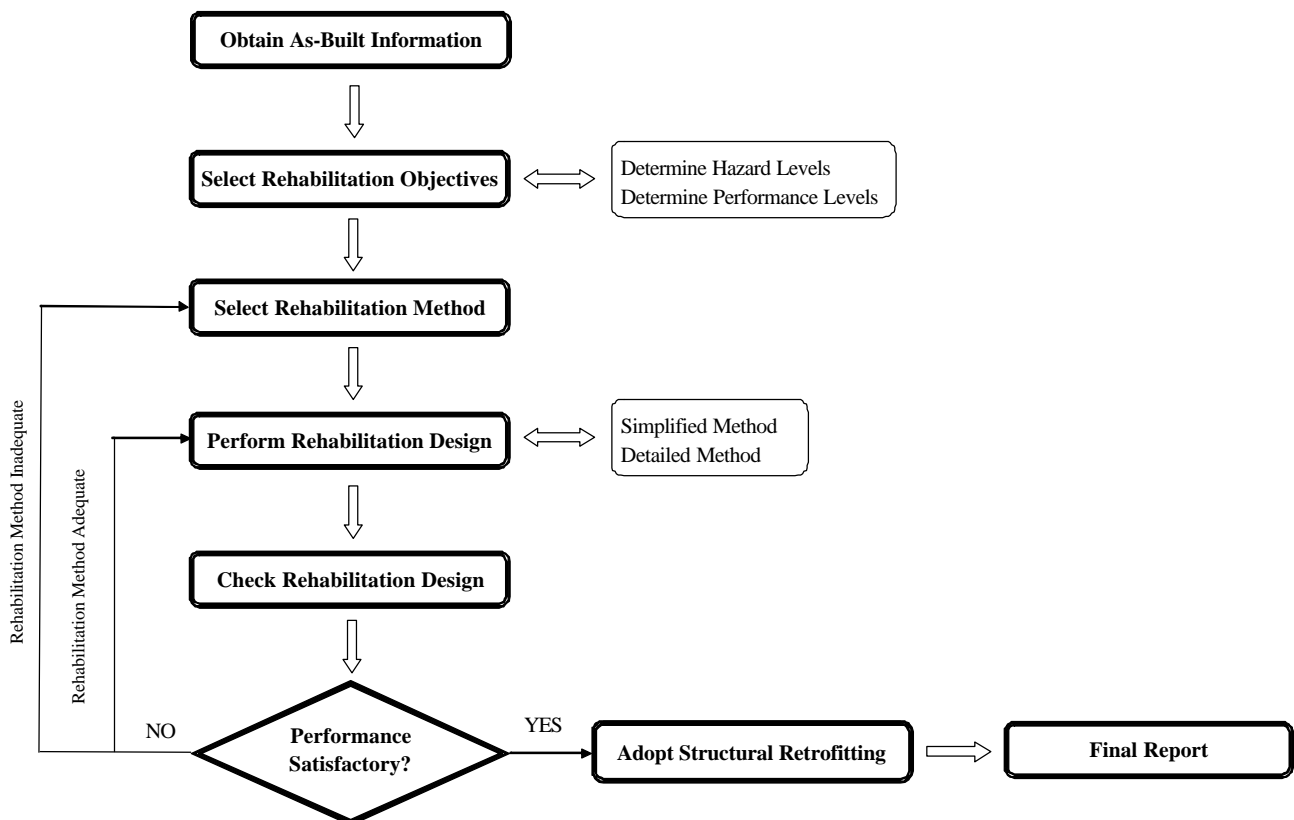 Obtain As-Built Information
Select Rehabilitation Objectives
Determine Hazard Levels
Determine Performance Levels
Select Rehabilitation Method
Perform Rehabilitation Design
Simplified Method
Detailed Method
Rehabilitation Method Inadequate
Rehabilitation Method Adequate
Check Rehabilitation Design
NO
Performance
Satisfactory?
YES
Adopt Structural Retrofitting
Final Report